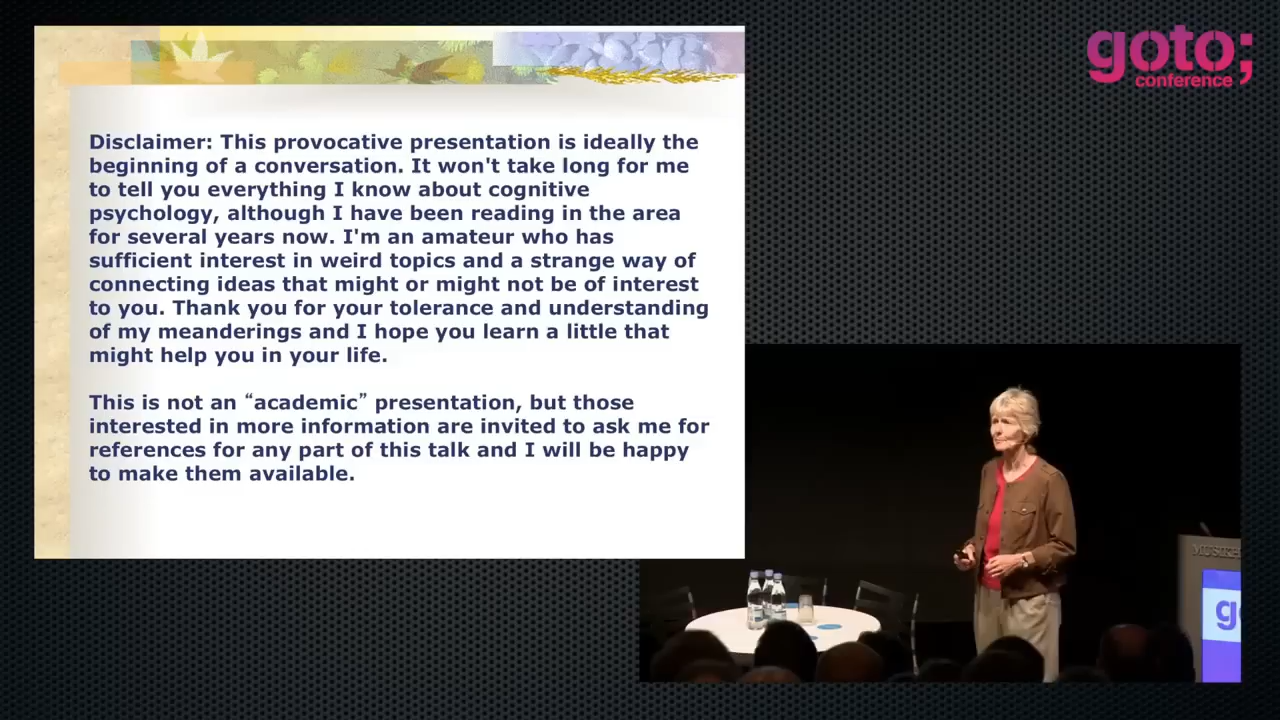 goto;
conference
Disclaimer: This provocative presentation is ideally the
beginning of a conversation. It won't take long for me
to tell you everything I know about cognitive
psychology, although I have been reading in the area
for several years now. I'm an amateur who has
sufficient interest in weird topics and a strange way of
connecting ideas that might or might not be of interest
to you. Thank you for your tolerance and understanding
of my meanderings and I hope you learn a little that
might help you in your life.
This is not an “academic” presentation, but those
interested in more information are invited to ask me for
references for any part of this talk and I will be happy
to make them available.